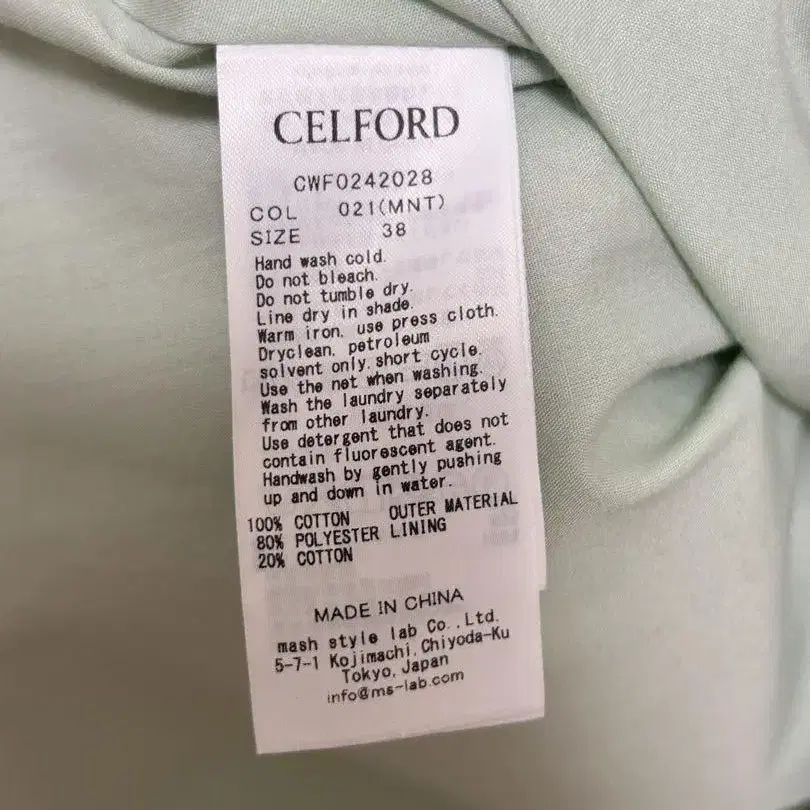 CELFORD
CWF0242028
COL 021(MNT)
SIZE 38
Hand wash cold.
Do not bleach.
Do not tumble dry.
Line dry in shade.
Warm iron. use press cloth.
Dryclean. petroleum
solvent only. short cycle.
Use the net when washing.
Wash the laundry separately
from other laundry.
Use detergent that does not
contain fluorescent agent.
Handwash by gently pushing
up and down in water.
100% COTTON OUTER MATERIAL
80% POLYESTER LINING
20% COTTON
MADE IN CHINA
mash style lab Co., Ltd.
5-7-1 Kojimachi, Chiyoda-Ku
Tokyo, Japan
info@ms-lab.com